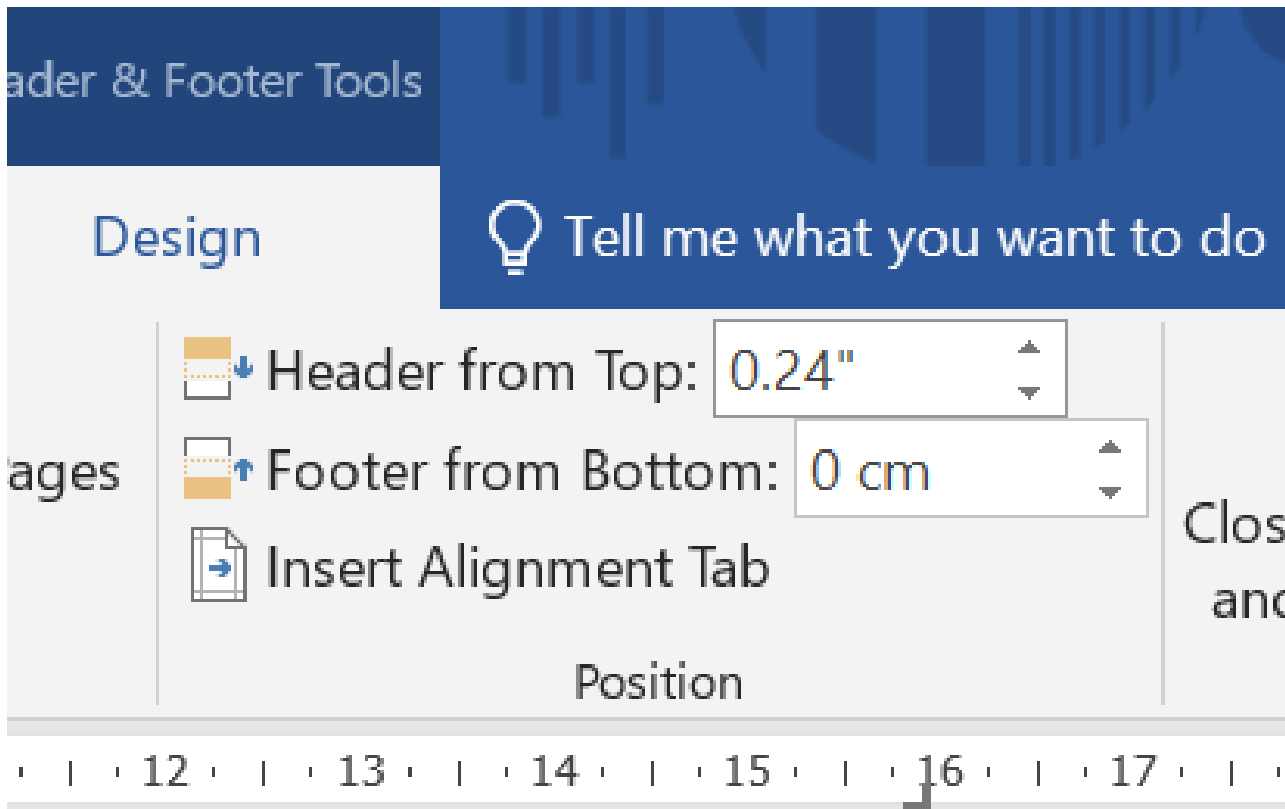 ader & Footer Tools
Design
Tell me what you want to do
Header from Top: 0.24"
ages
Footer from Bottom: 0 cm
Clos
Insert Alignment Tab
and
Position
12 13 14 15 16 17